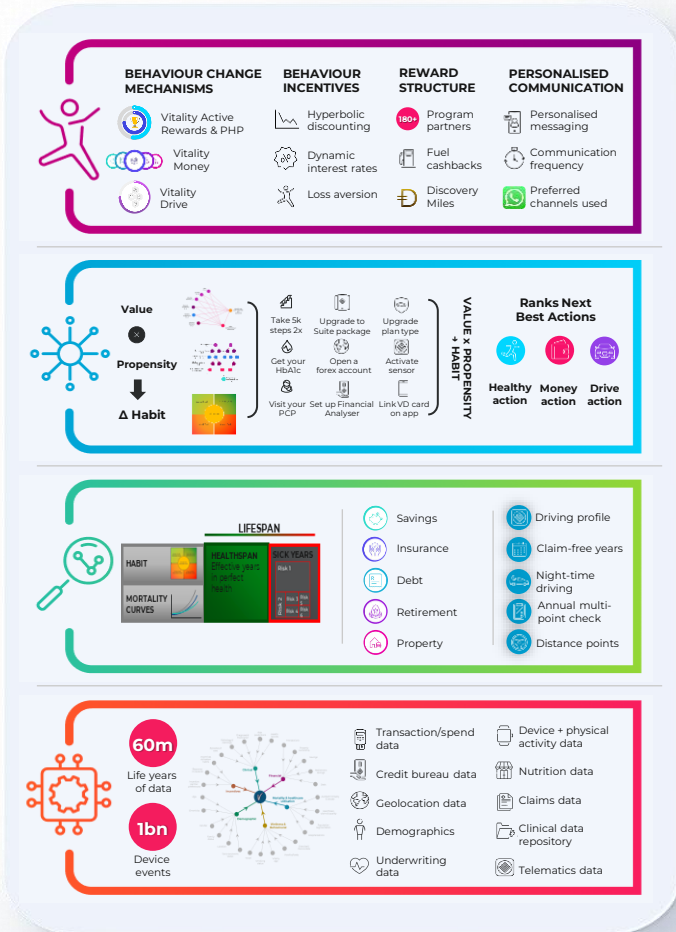 BEHAVIOUR CHANGE
MECHANISMS
Vitality Active
Rewards & PHP
Vitality
Money
Vitality
Drive
BEHAVIOUR
INCENTIVES
Hyperbolic
discounting
Dynamic
interest rates
Loss aversion
REWARD
STRUCTURE
180+
Program
partners
Fuel
cashbacks
Discovery
Miles
PERSONALISED
COMMUNICATION
Personalised
messaging
Communication
frequency
Preferred
channels used
Value
Propensity
Δ Habit
Take 5k
steps 2x
Upgrade to
Suite package
Upgrade
plan type
Get your
HbA1c
Open a
forex account
Activate
sensor
Visit your
PCP
Set up Financial
Analyser
Link VD card
on app
VALUE x PROPENSITY
+ HABIT
Ranks Next
Best Actions
Healthy
action
Money
action
Drive
action
LIFESPAN
HABIT
MORTALITY
CURVES
HEALTHSPAN
Effective years
in perfect
health
SICK YEARS
Risk 1
Savings
Insurance
Debt
Retirement
Property
Driving profile
Claim-free years
Night-time
driving
Annual multi-
point check
Distance points
60m
Life years
of data
1bn
Device
events
Transaction/spend
data
Credit bureau data
Geolocation data
Demographics
Underwriting
data
Device + physical
activity data
Nutrition data
Claims data
Clinical data
repository
Telematics data